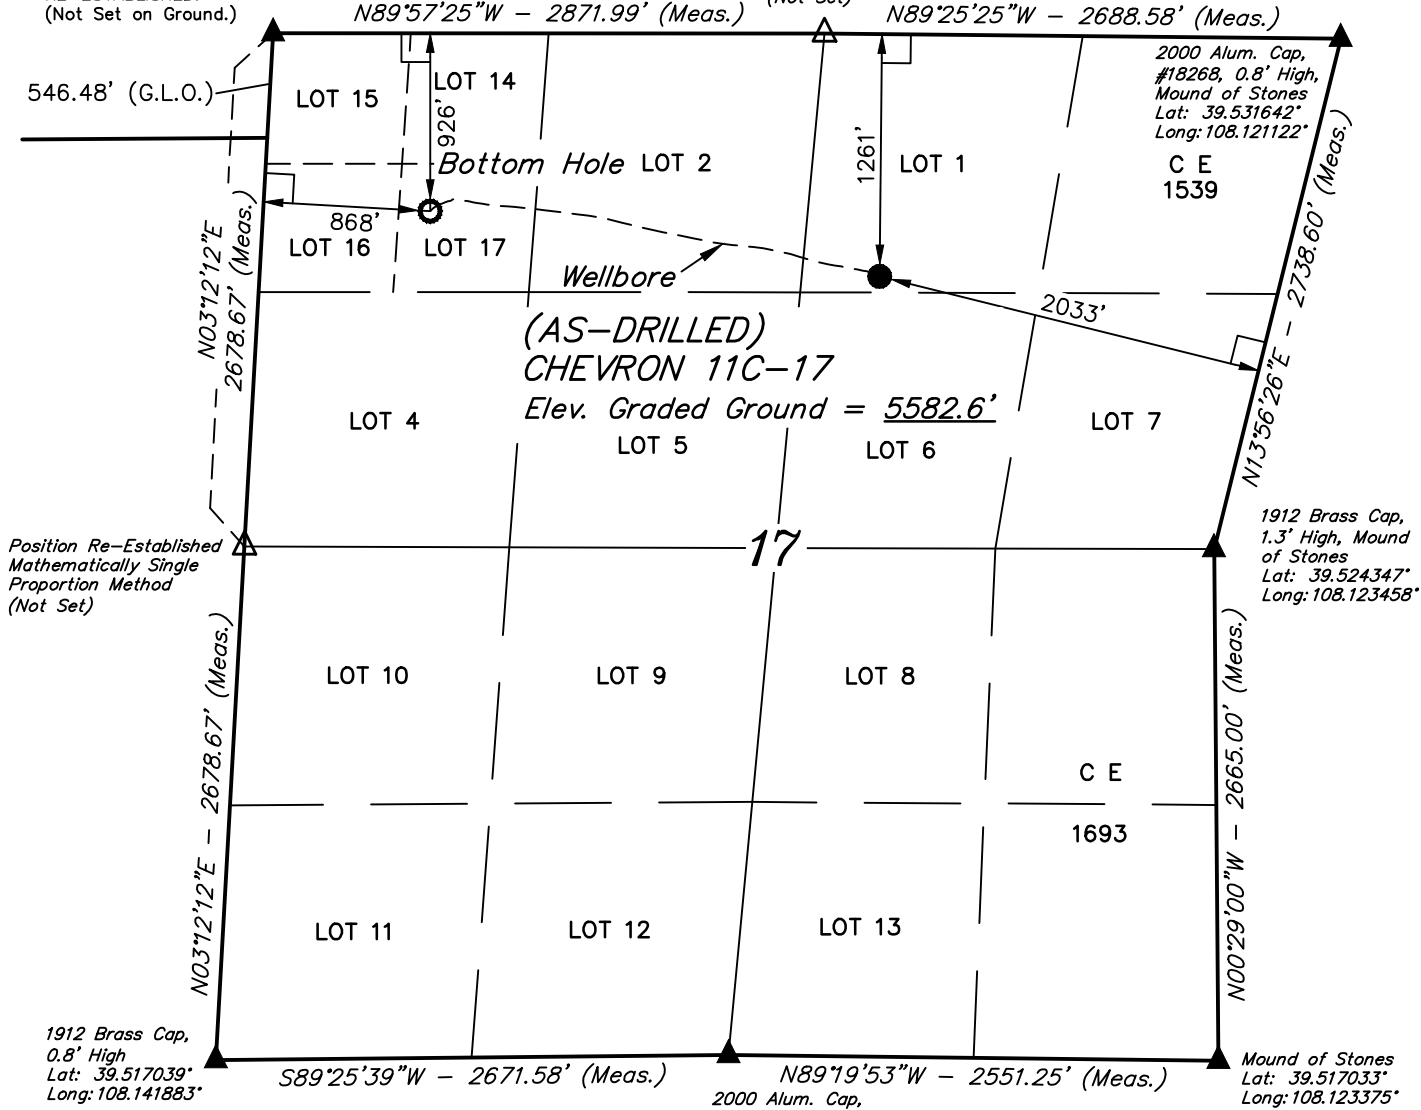 (Not Set on Ground.)
N89°57'25"W - 2871.99' (Meas.)
(Not Set)
N89°25'25"W - 2688.58' (Meas.)
2000 Alum. Cap,
#18268, 0.8' High,
Mound of Stones
Lat: 39.531642°
Long: 108.121122°
546.48' (G.L.O.)
LOT 15
LOT 14
926'
1261'
Bottom Hole
LOT 2
LOT 1
C E
1539
868'
LOT 16
LOT 17
Wellbore
2033'
N03°12'12"E
2678.67' (Meas.)
N13°56'26"E - 2738.60' (Meas.)
(AS-DRILLED)
CHEVRON 11C-17
Elev. Graded Ground = 5582.6'
LOT 4
LOT 5
LOT 6
LOT 7
17
Position Re-Established
Mathematically Single
Proportion Method
(Not Set)
1912 Brass Cap,
1.3' High, Mound
of Stones
Lat: 39.524347°
Long: 108.123458°
N03°12'12"E - 2678.67' (Meas.)
LOT 10
LOT 9
LOT 8
C E
1693
N00°29'00"W - 2665.00' (Meas.)
LOT 11
LOT 12
LOT 13
1912 Brass Cap,
0.8' High
Lat: 39.517039°
Long: 108.141883°
S89°25'39"W - 2671.58' (Meas.)
2000 Alum. Cap,
N89°19'53"W - 2551.25' (Meas.)
Mound of Stones
Lat: 39.517033°
Long: 108.123375°